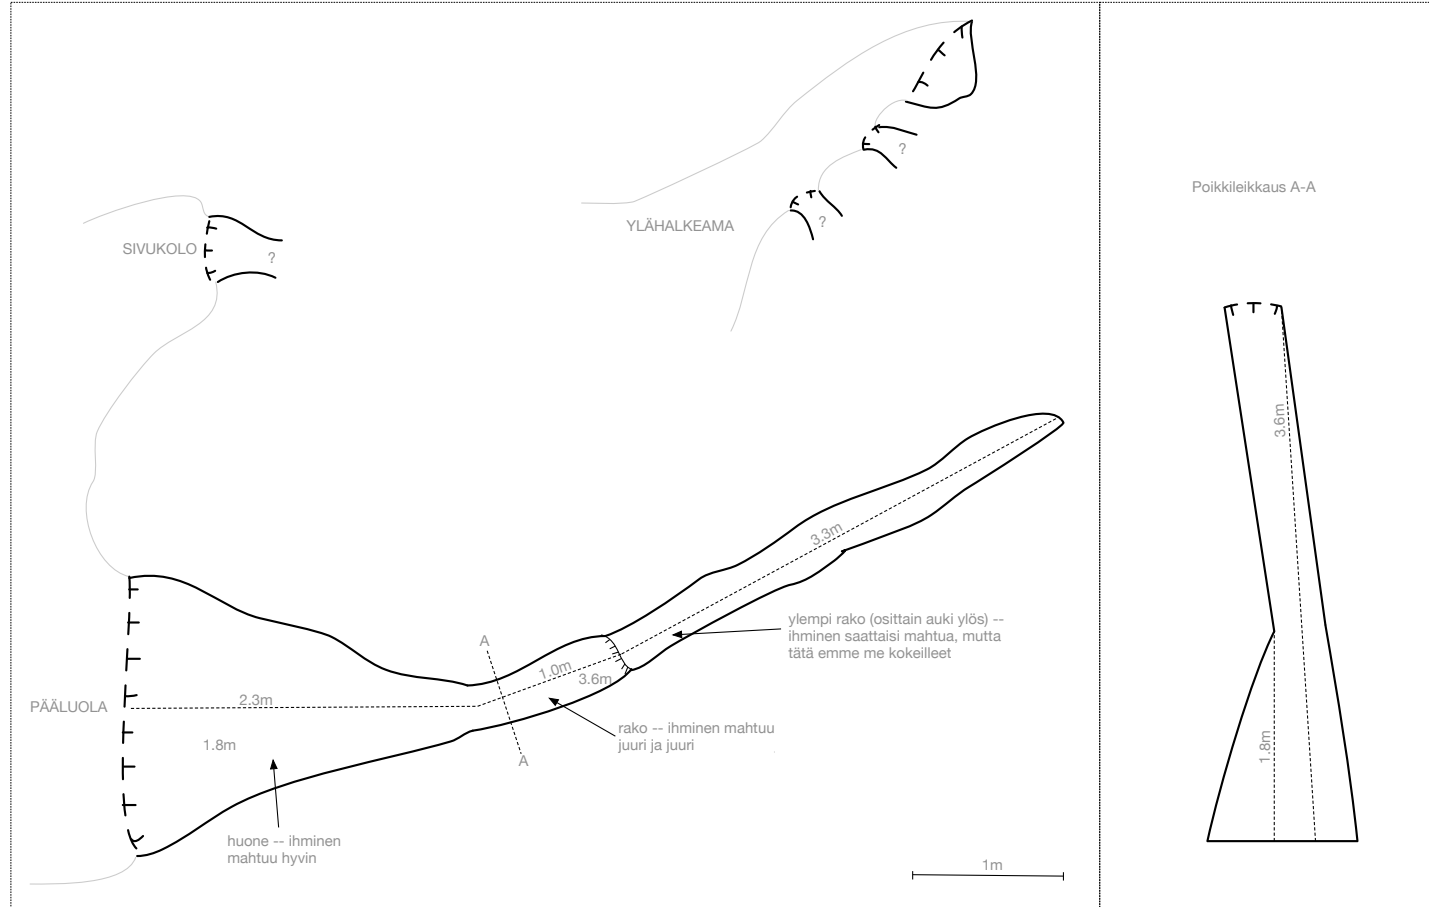 Poikkileikkaus A-A
YLÄHALKEAMA
?
?
SIVUKOLO
?
3.6m
3.3m
ylempi rako (osittain auki ylös) --
ihminen saattaisi mahtua, mutta
tätä emme me kokeilleet
A
1.0m
3.6m
2.3m
PÄÄLUOLA
1.8m
rako -- ihminen mahtuu
juuri ja juuri
A
1.8m
huone -- ihminen
mahtuu hyvin
1m